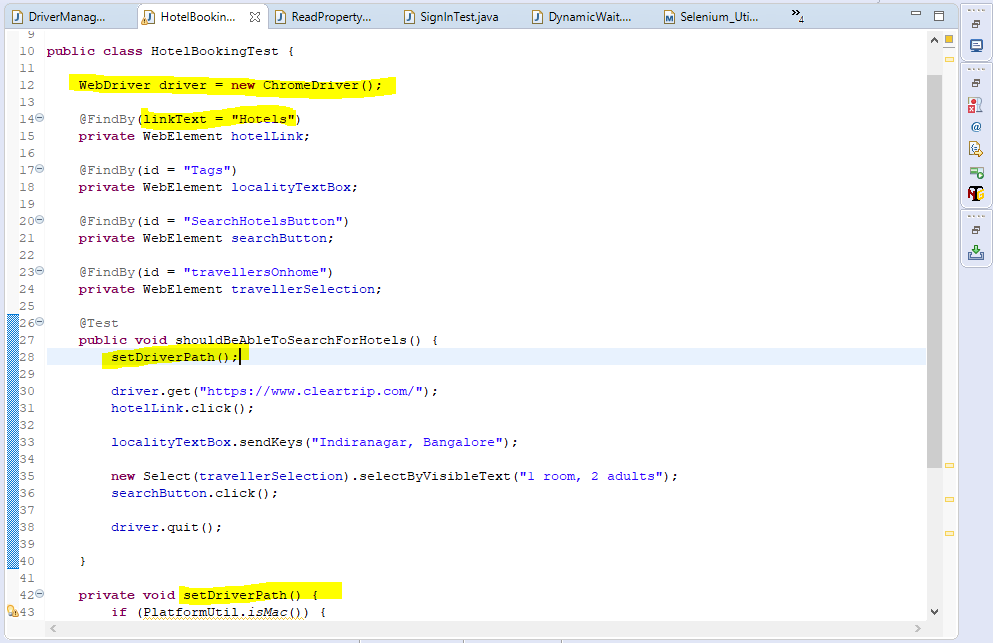 DriverManag... HotelBookin... ReadProperty... SignInTest.java DynamicWait.... Selenium_Uti... »4
9
10 public class HotelBookingTest {
11
12 WebDriver driver = new ChromeDriver();
13
14 @FindBy(linkText = "Hotels")
15 private WebElement hotelLink;
16
17 @FindBy(id = "Tags")
18 private WebElement localityTextBox;
19
20 @FindBy(id = "SearchHotelsButton")
21 private WebElement searchButton;
22
23 @FindBy(id = "travellersOnhome")
24 private WebElement travellerSelection;
25
26 @Test
27 public void shouldBeAbleToSearchForHotels() {
28 setDriverPath();
29
30 driver.get("https://www.cleartrip.com/");
31 hotelLink.click();
32
33 localityTextBox.sendKeys("Indiranagar, Bangalore");
34
35 new Select(travellerSelection).selectByVisibleText("1 room, 2 adults");
36 searchButton.click();
37
38 driver.quit();
39
40 }
41
42 private void setDriverPath() {
43 if (PlatformUtil.isMac()) {